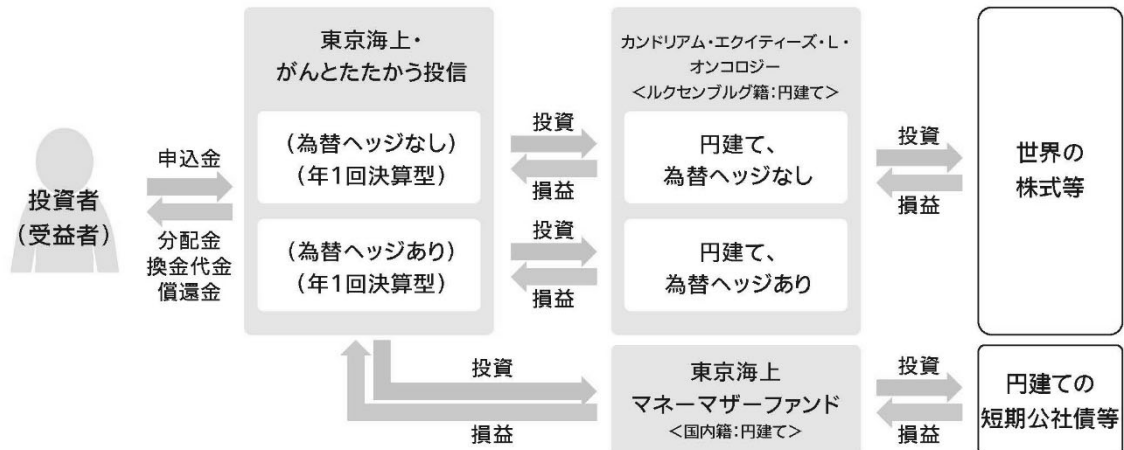 投資者
(受益者)
申込金
分配金
換金代金
償還金
東京海上・
がんとたたかう投信
(為替ヘッジなし)
(年1回決算型)
(為替ヘッジあり)
(年1回決算型)
投資
損益
投資
損益
カンドリアム・エクイティーズ・L・
オンコロジー
<ルクセンブルグ籍:円建て>
円建て、
為替ヘッジなし
円建て、
為替ヘッジあり
投資
損益
世界の
株式等
投資
損益
東京海上
マネーマザーファンド
<国内籍:円建て>
投資
損益
円建ての
短期公社債等